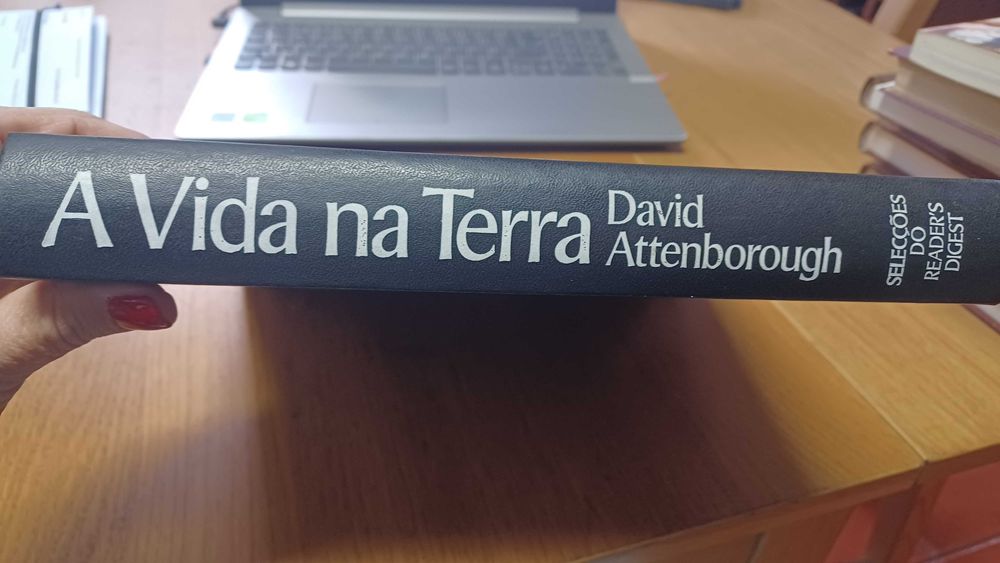 A Vida na Terra
David
Attenborough
SELECÇÕES
DO
READER'S
DIGEST